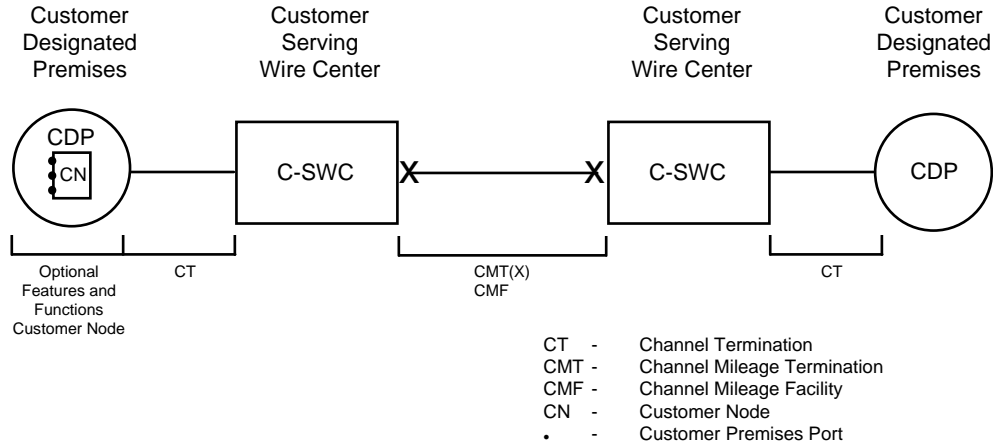 Customer
Designated
Premises
Customer
Serving
Wire Center
Customer
Serving
Wire Center
Customer
Designated
Premises
CDP
CN
C-SWC
X
X
C-SWC
CDP
Optional
Features and
Functions
Customer Node
CT
CMT(X)
CMF
CT
CT - Channel Termination
CMT - Channel Mileage Termination
CMF - Channel Mileage Facility
CN - Customer Node
• - Customer Premises Port